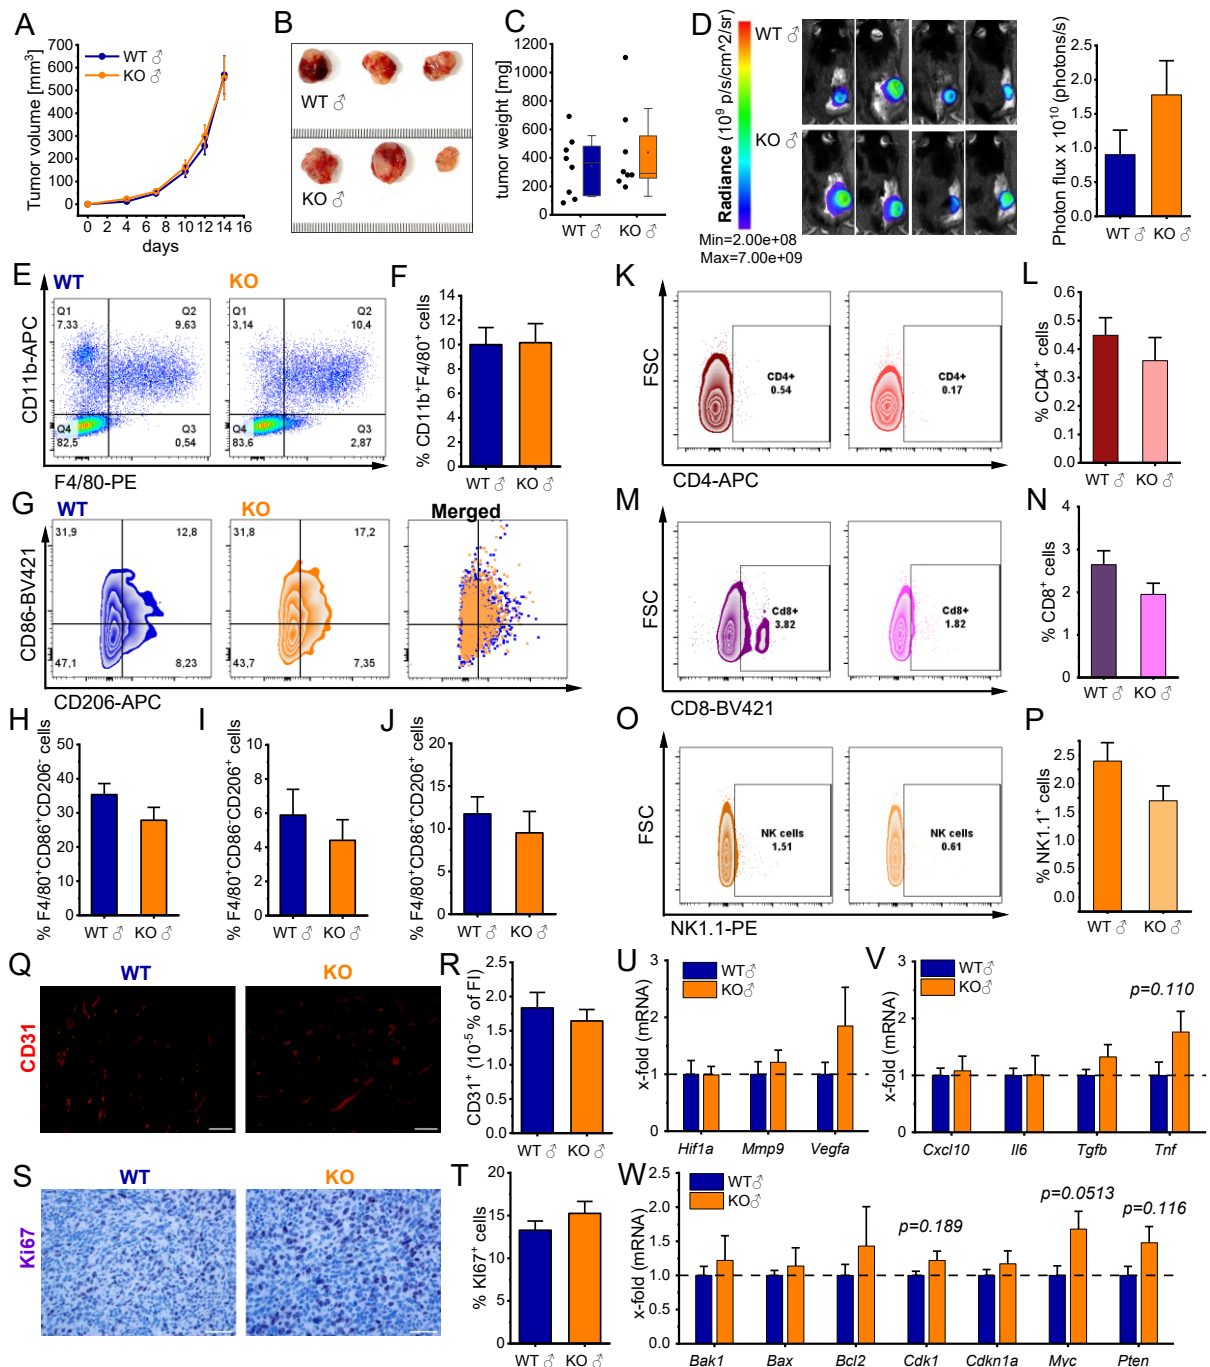 A
Tumor volume [mm³]
700
600
500
400
300
200
100
0
WT ♂
KO ♂
0 2 4 6 8 10 12 14 16
days
B
WT ♂
KO ♂
C
tumor weight [mg]
1200
1000
800
600
400
200
0
WT ♂ KO ♂
D
Radiance (10⁹ p/s/cm^2/sr)
WT ♂
KO ♂
Min=2.00e+08
Max=7.00e+09
Photon flux x 10¹⁰ (photons/s)
2.5
2.0
1.5
1.0
0.5
0.0
WT ♂ KO ♂
E
WT KO
CD11b-APC
Q1
7.33
Q2
9.63
Q4
82,5
Q3
0,54
Q1
3,14
Q2
10,4
Q4
83,6
Q3
2,87
F4/80-PE
F
% CD11b⁺F4/80⁺ cells
14
12
10
8
6
4
2
0
WT ♂ KO ♂
K
FSC
CD4+
0.54
CD4+
0.17
CD4-APC
L
% CD4⁺ cells
0.6
0.5
0.4
0.3
0.2
0.1
0.0
WT ♂ KO ♂
G
WT KO Merged
CD86-BV421
31,9 12,8
47,1 8,23
31,8 17,2
43,7 7,35
CD206-APC
M
FSC
Cd8+
3.82
Cd8+
1.82
CD8-BV421
N
% CD8⁺ cells
3
2
2
1
0
WT ♂ KO ♂
H
% F4/80⁺CD86⁺CD206⁻ cells
50
40
30
20
10
0
WT ♂ KO ♂
I
% F4/80⁺CD86⁻CD206⁺ cells
8
6
4
2
0
WT ♂ KO ♂
J
% F4/80⁺CD86⁺CD206⁺ cells
20
15
10
5
0
WT ♂ KO ♂
O
FSC
NK cells
1.51
NK cells
0.61
NK1.1-PE
P
% NK1.1⁺ cells
2.5
2.0
1.5
1.0
0.5
0.0
WT ♂ KO ♂
Q
WT KO
CD31
R
CD31⁺ (10⁻⁵ % of FI)
2.5
2.0
1.5
1.0
0.5
0.0
WT ♂ KO ♂
U
x-fold (mRNA)
3
2
1
0
WT♂
KO♂
Hif1a Mmp9 Vegfa
V
x-fold (mRNA)
3
2
1
0
WT♂
KO♂
p=0.110
Cxcl10 Il6 Tgfb Tnf
S
WT KO
Ki67
T
% KI67⁺ cells
20
15
10
5
0
WT ♂ KO ♂
W
x-fold (mRNA)
2.5
2.0
1.5
1.0
0.5
0.0
WT♂
KO♂
p=0.189
p=0.0513
p=0.116
Bak1 Bax Bcl2 Cdk1 Cdkn1a Myc Pten